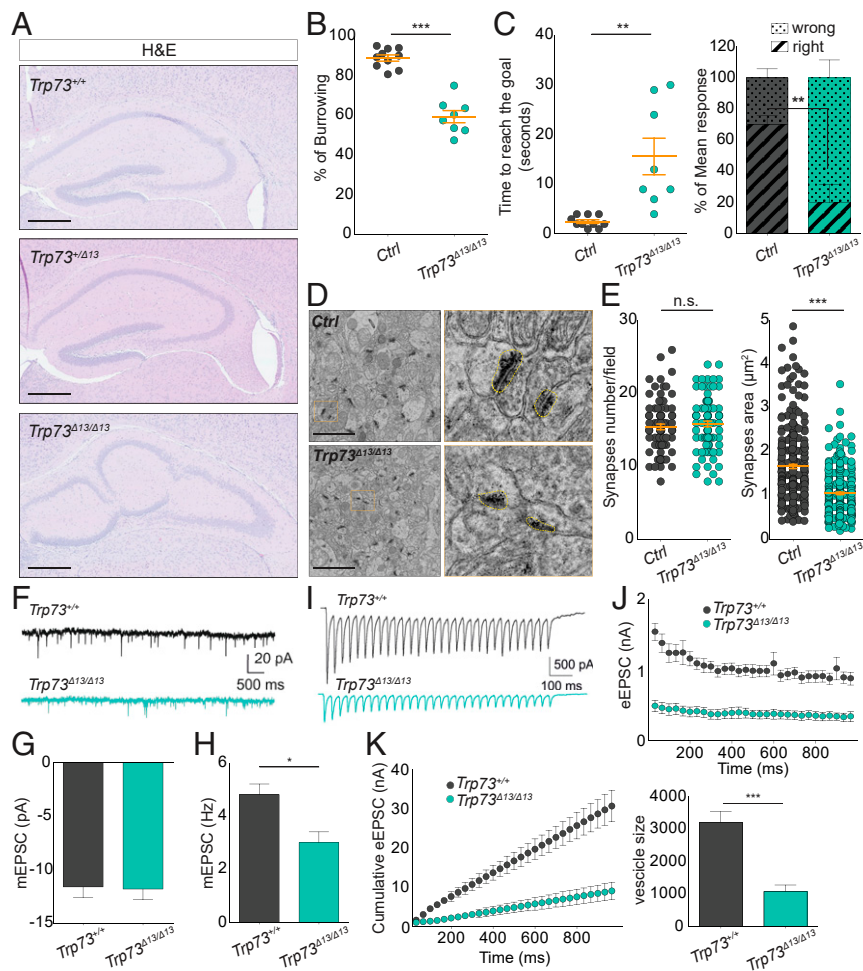 A
H&E
Trp73+/+
Trp73+/Δ13
Trp73Δ13/Δ13
B
***
% of Burrowing
100
80
60
40
20
0
Ctrl
Trp73Δ13/Δ13
C
**
Time to reach the goal
(seconds)
40
30
20
10
0
Ctrl
Trp73Δ13/Δ13
wrong
right
**
% of Mean response
120
100
80
60
40
20
0
Ctrl
Trp73Δ13/Δ13
D
Ctrl
Trp73Δ13/Δ13
E
n.s.
Synapses number/field
30
20
10
0
Ctrl
Trp73Δ13/Δ13
***
Synapses area (μm2)
5
4
3
2
1
0
Ctrl
Trp73Δ13/Δ13
F
Trp73+/+
20 pA
500 ms
Trp73Δ13/Δ13
I
Trp73+/+
500 pA
100 ms
Trp73Δ13/Δ13
J
Trp73+/+
Trp73Δ13/Δ13
eEPSC (nA)
2
1
0
200 400 600 800
Time (ms)
G
mEPSC (pA)
0
−5
−10
−15
Trp73+/+
Trp73Δ13/Δ13
H
*
mEPSC (Hz)
6
4
2
0
Trp73+/+
Trp73Δ13/Δ13
K
Trp73+/+
Trp73Δ13/Δ13
Cumulative eEPSC (nA)
40
30
20
10
0
200 400 600 800
Time (ms)
***
vescicle size
4000
3000
2000
1000
0
Trp73+/+
Trp73Δ13/Δ13